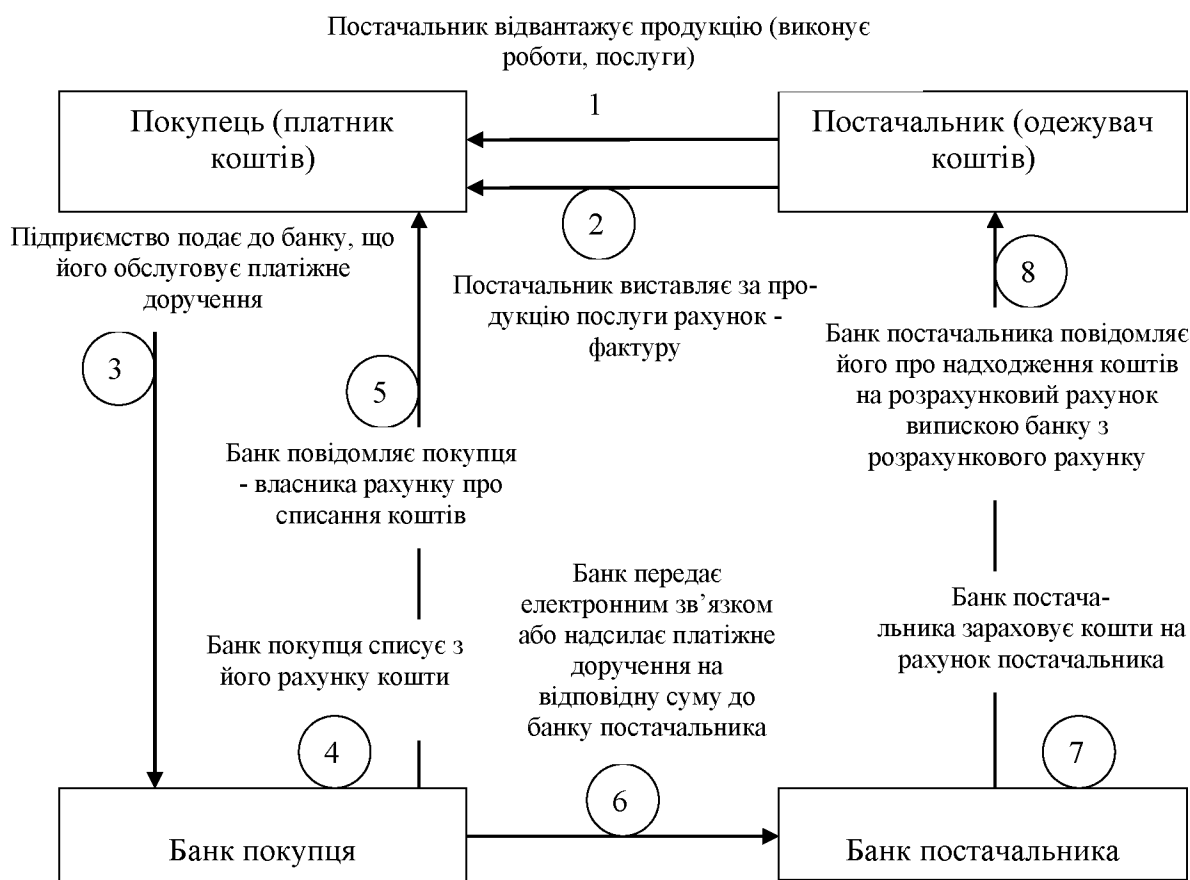 Постачальник відвантажує продукцію (виконує
роботи, послуги)
1
Покупець (платник
коштів)
Постачальник (одежувач
коштів)
2
Підприємство подає до банку, що
його обслуговує платіжне
доручення
Постачальник виставляє за про-
дукцію послуги рахунок -
фактуру
8
Банк постачальника повідомляє
його про надходження коштів
на розрахунковий рахунок
випискою банку з
розрахункового рахунку
3
5
Банк повідомляє покупця
- власника рахунку про
списання коштів
Банк передає
електронним зв’язком
або надсилає платіжне
доручення на
відповідну суму до
банку постачальника
Банк постача-
льника зараховує кошти на
рахунок постачальника
Банк покупця списує з
його рахунку кошти
4
6
7
Банк покупця
Банк постачальника